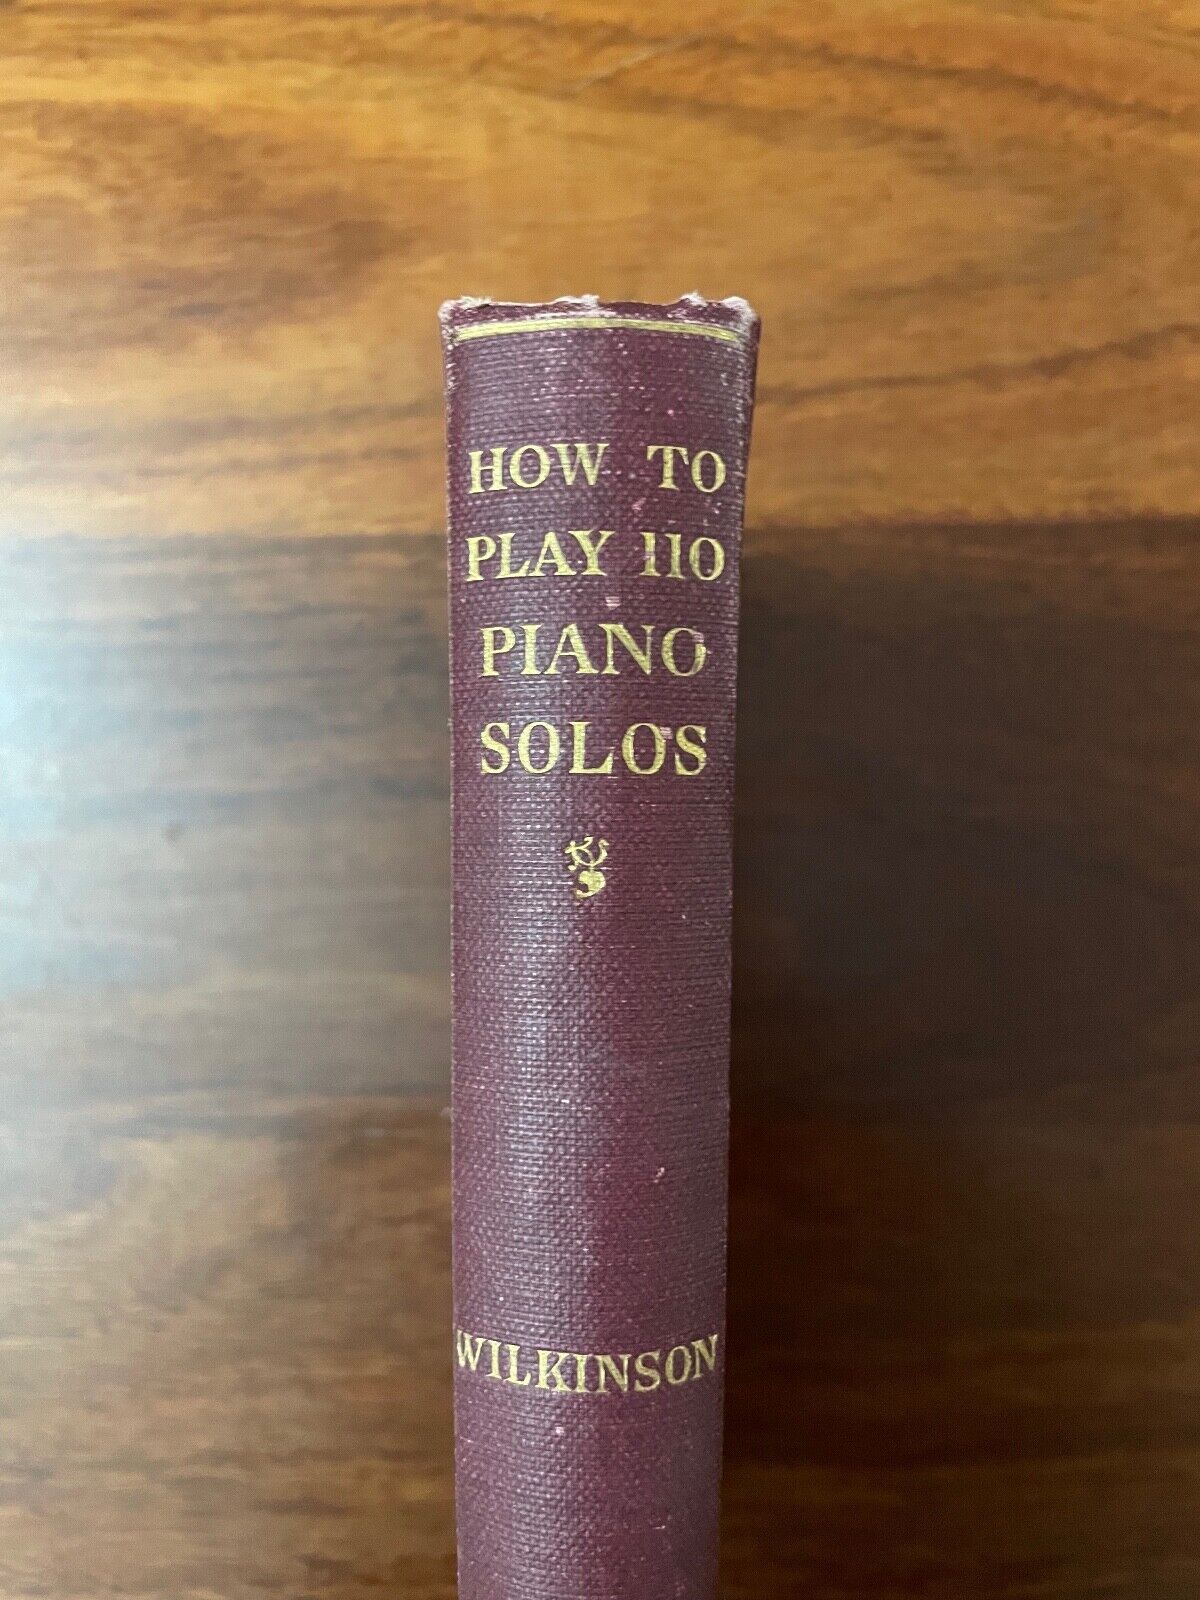 HOW TO
PLAY 110
PIANO
SOLOS
WILKINSON